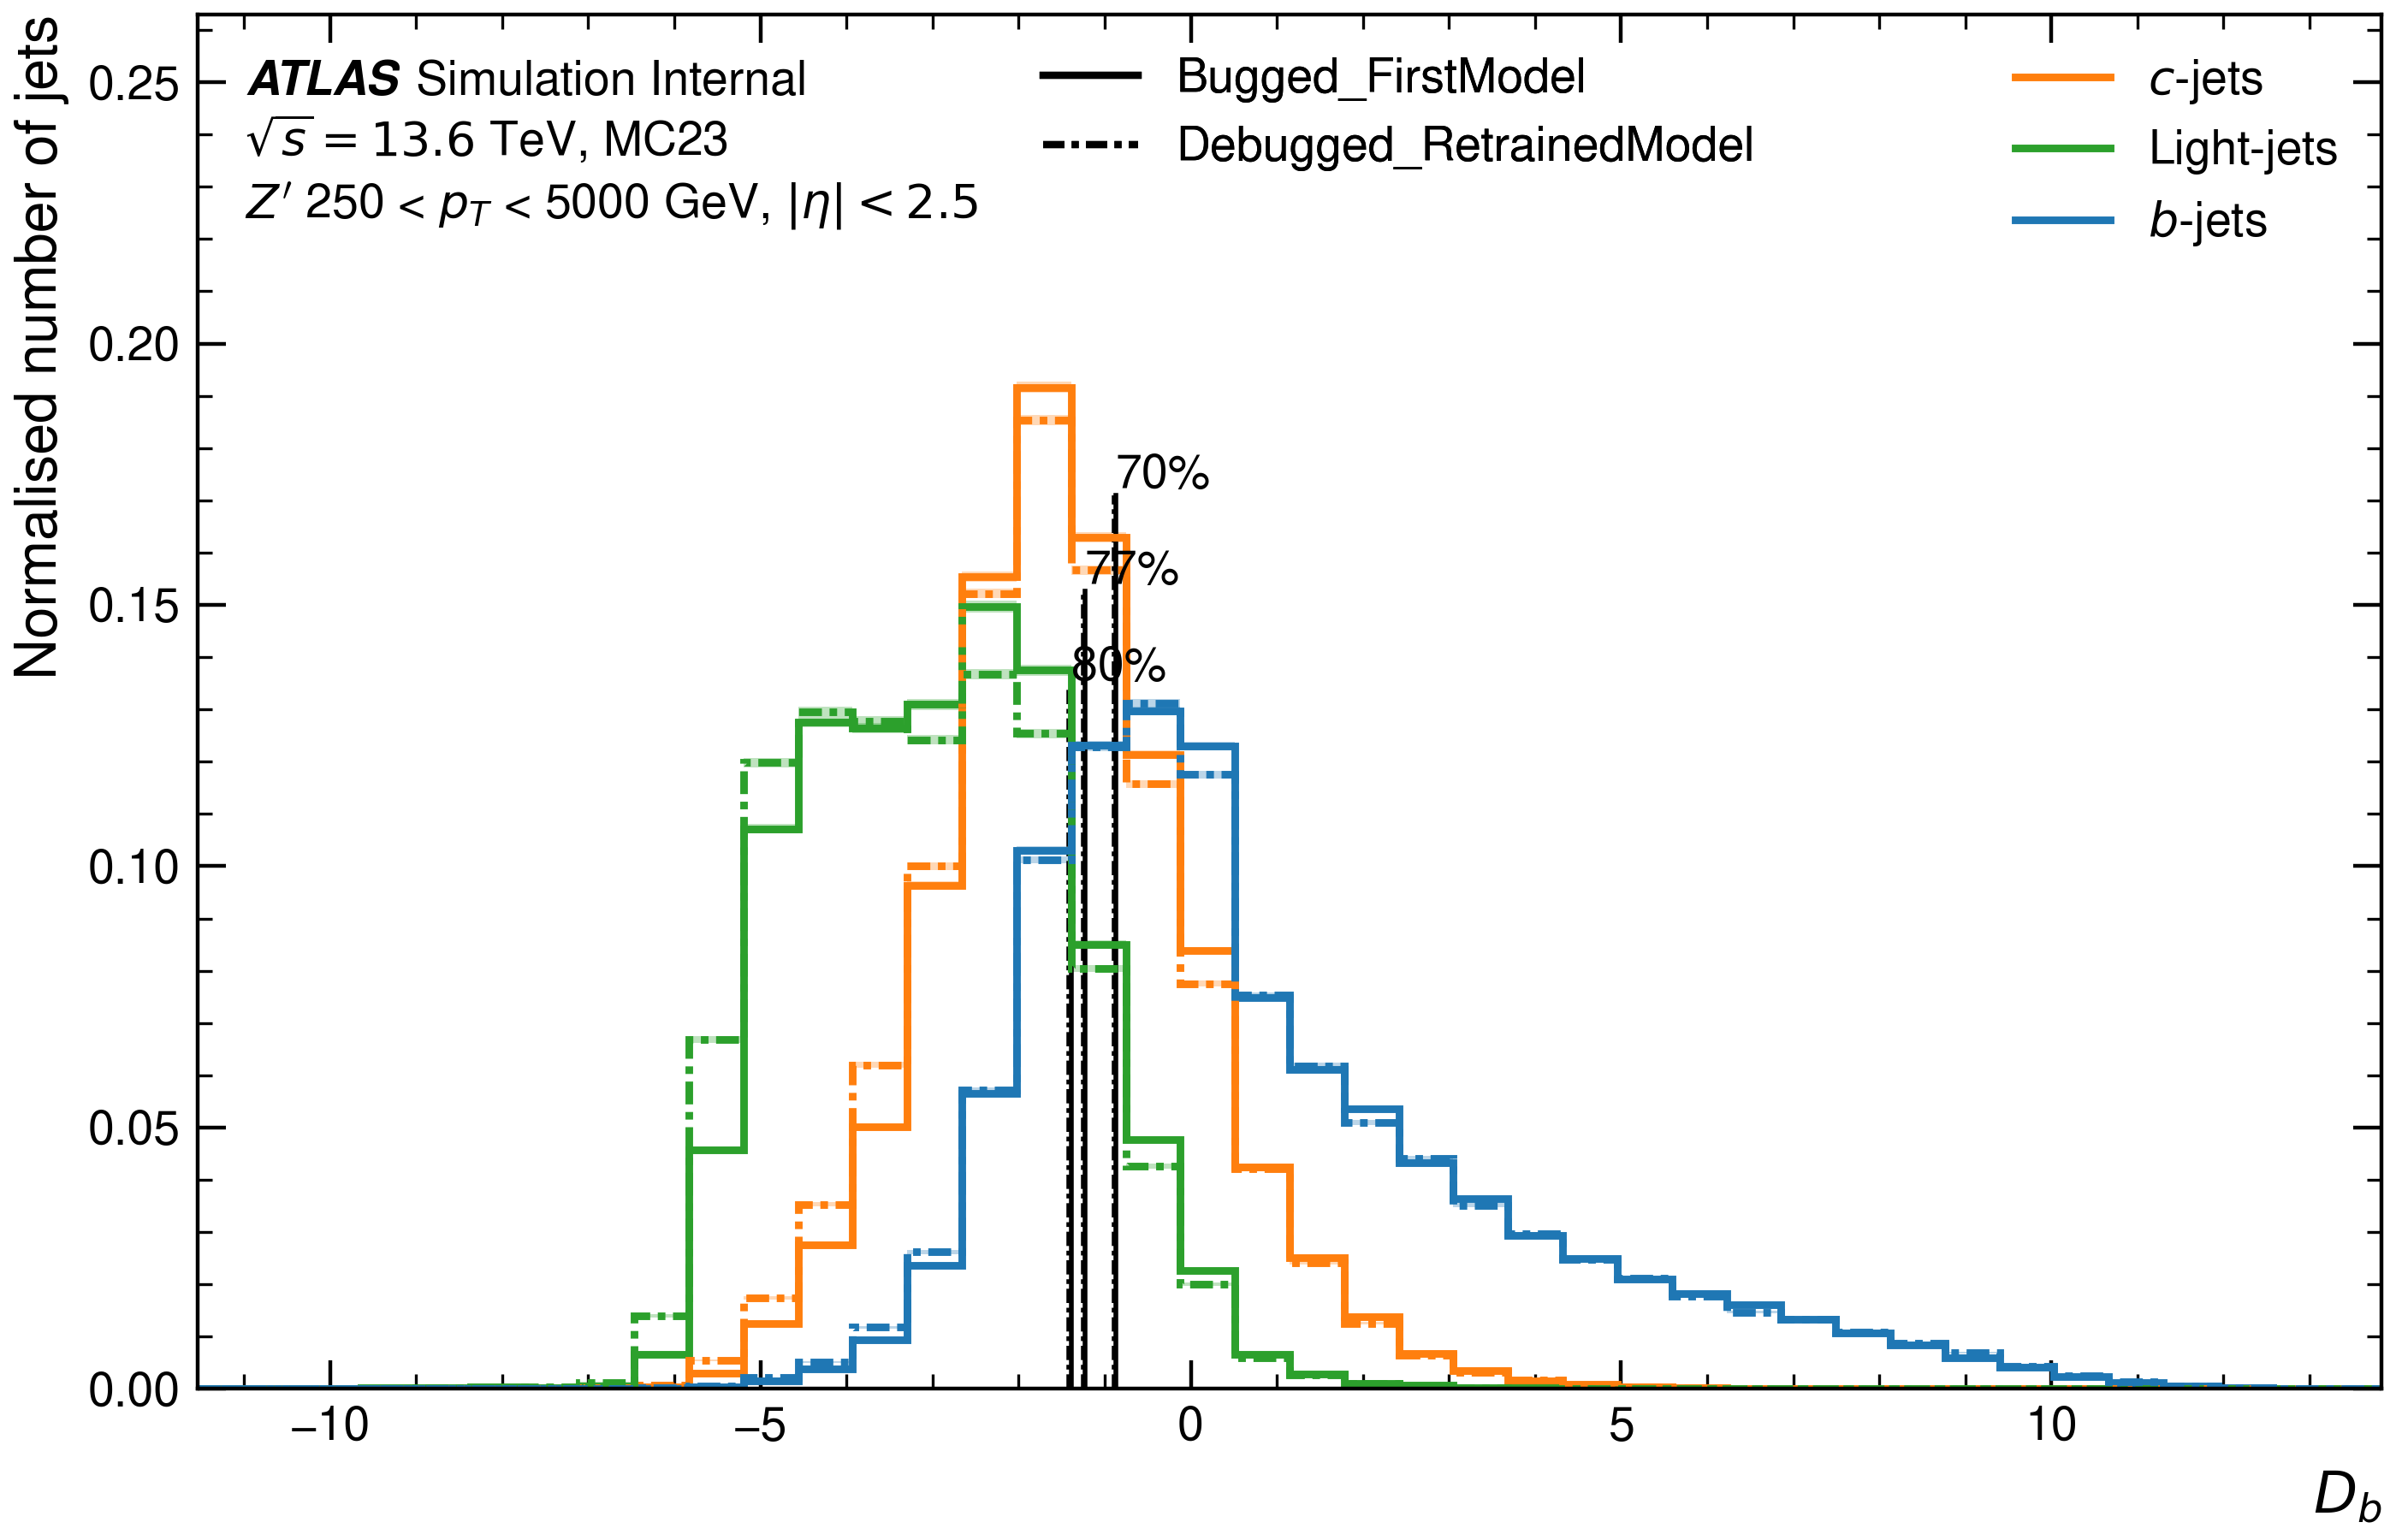 Normalised number of jets
ATLAS Simulation Internal
√s = 13.6 TeV, MC23
Z′ 250 < p_T < 5000 GeV, |η| < 2.5
Bugged_FirstModel
Debugged_RetrainedModel
c-jets
Light-jets
b-jets
0.25
0.20
0.15
0.10
0.05
0.00
70%
77%
80%
−10
−5
0
5
10
D_b